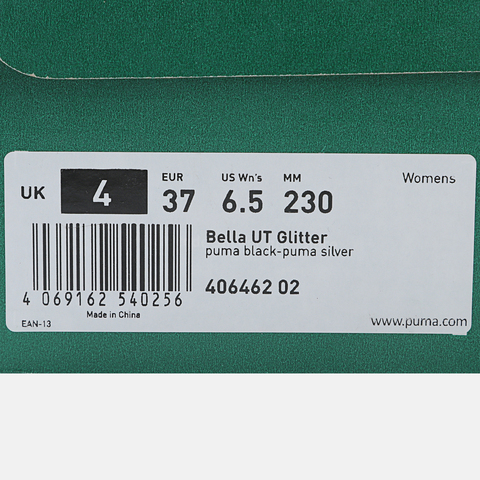 UK 4 EUR 37 US Wn's 6.5 MM 230 Womens
Bella UT Glitter
puma black-puma silver
406462 02
4 069162 540256
Made in China
EAN-13
www.puma.com